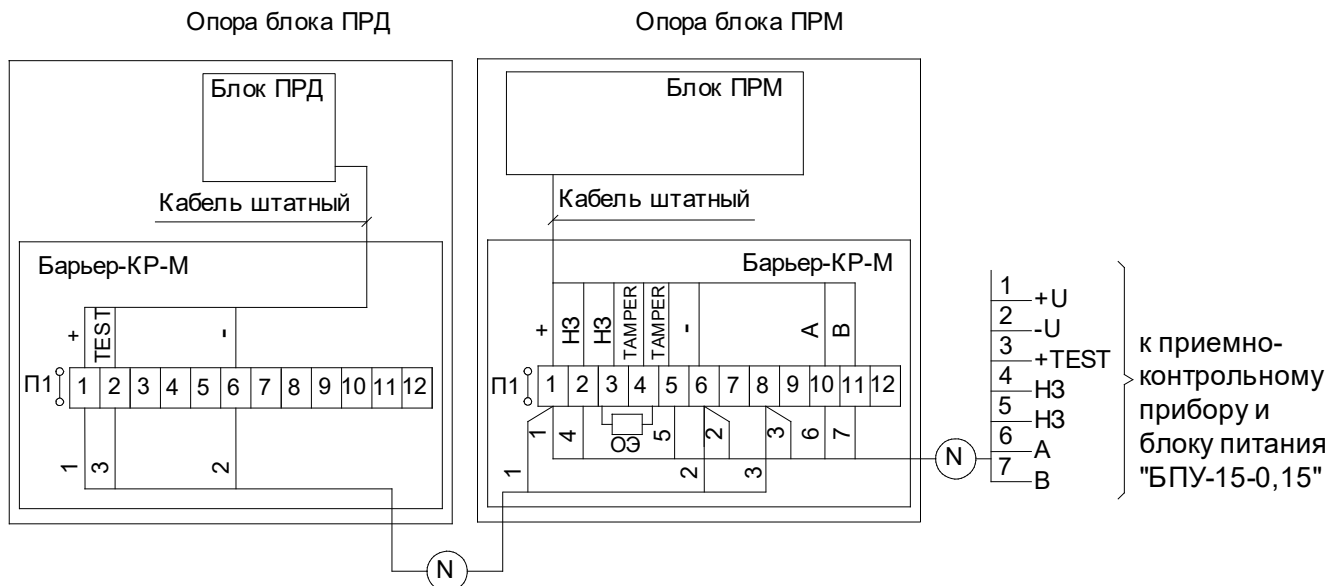 Опора блока ПРД
Опора блока ПРМ
Блок ПРД
Блок ПРМ
Кабель штатный
Кабель штатный
Барьер-КР-М
+
TEST
-
П1
1 2 3 4 5 6 7 8 9 10 11 12
1
3
2
Барьер-КР-М
+
НЗ
НЗ
TAMPER
TAMPER
-
А
В
П1
1 2 3 4 5 6 7 8 9 10 11 12
1
4
ОЭ
5
2
3
6
7
1
2
3
N
N
1 +U
2 -U
3 +TEST
4 НЗ
5 НЗ
6 А
7 В
к приемно-
контрольному
прибору и
блоку питания
"БПУ-15-0,15"